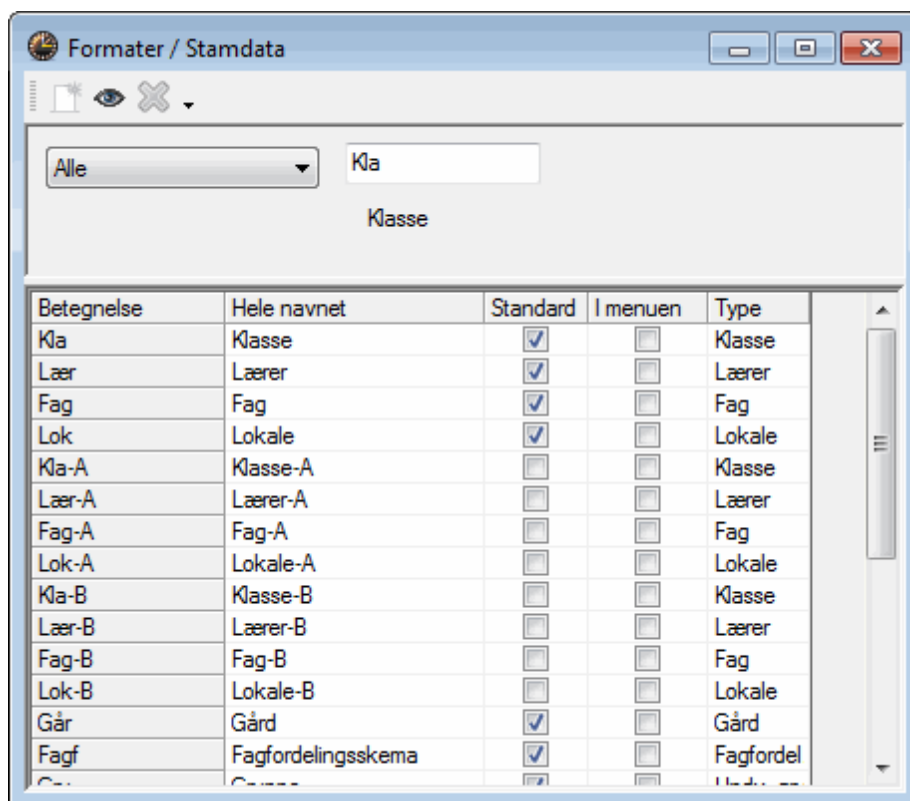 Formater / Stamdata
Alle Kla
Klasse
Betegnelse Hele navnet Standard I menuen Type
Kla Klasse Klasse
Lær Lærer Lærer
Fag Fag Fag
Lok Lokale Lokale
Kla-A Klasse-A Klasse
Lær-A Lærer-A Lærer
Fag-A Fag-A Fag
Lok-A Lokale-A Lokale
Kla-B Klasse-B Klasse
Lær-B Lærer-B Lærer
Fag-B Fag-B Fag
Lok-B Lokale-B Lokale
Går Gård Gård
Fagf Fagfordelingsskema Fagfordel